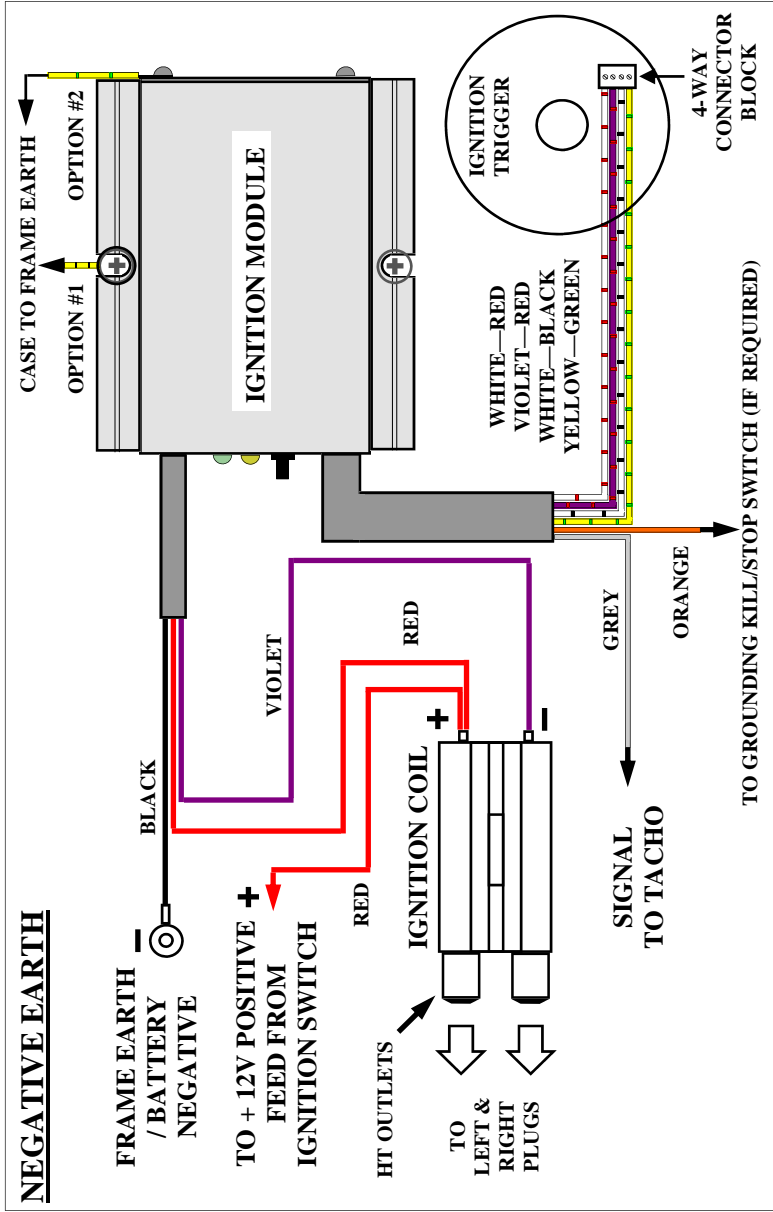 NEGATIVE EARTH
FRAME EARTH
/ BATTERY
NEGATIVE
–
BLACK
TO + 12V POSITIVE
FEED FROM
IGNITION SWITCH
+
RED
VIOLET
RED
HT OUTLETS
TO
LEFT &
RIGHT
PLUGS
IGNITION COIL
+
–
SIGNAL
TO TACHO
GREY
ORANGE
TO GROUNDING KILL/STOP SWITCH (IF REQUIRED)
CASE TO FRAME EARTH
OPTION #1
OPTION #2
IGNITION MODULE
WHITE—RED
VIOLET—RED
WHITE—BLACK
YELLOW—GREEN
IGNITION
TRIGGER
4-WAY
CONNECTOR
BLOCK